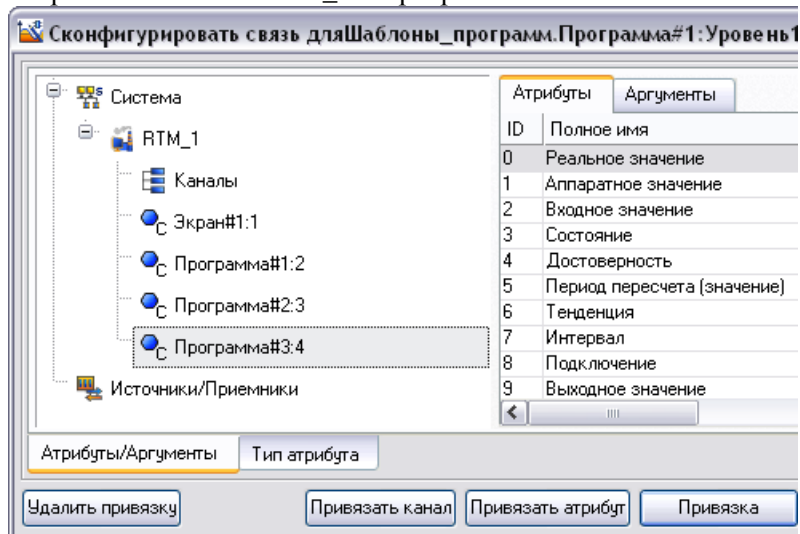 Сконфигурировать связь дляШаблоны_программ.Программа#1:Уровень1
Система
RTM_1
Каналы
Экран#1:1
Программа#1:2
Программа#2:3
Программа#3:4
Источники/Приемники
Атрибуты/Аргументы Тип атрибута
Атрибуты Аргументы
ID Полное имя
0 Реальное значение
1 Аппаратное значение
2 Входное значение
3 Состояние
4 Достоверность
5 Период пересчета (значение)
6 Тенденция
7 Интервал
8 Подключение
9 Выходное значение
Удалить привязку Привязать канал Привязать атрибут Привязка